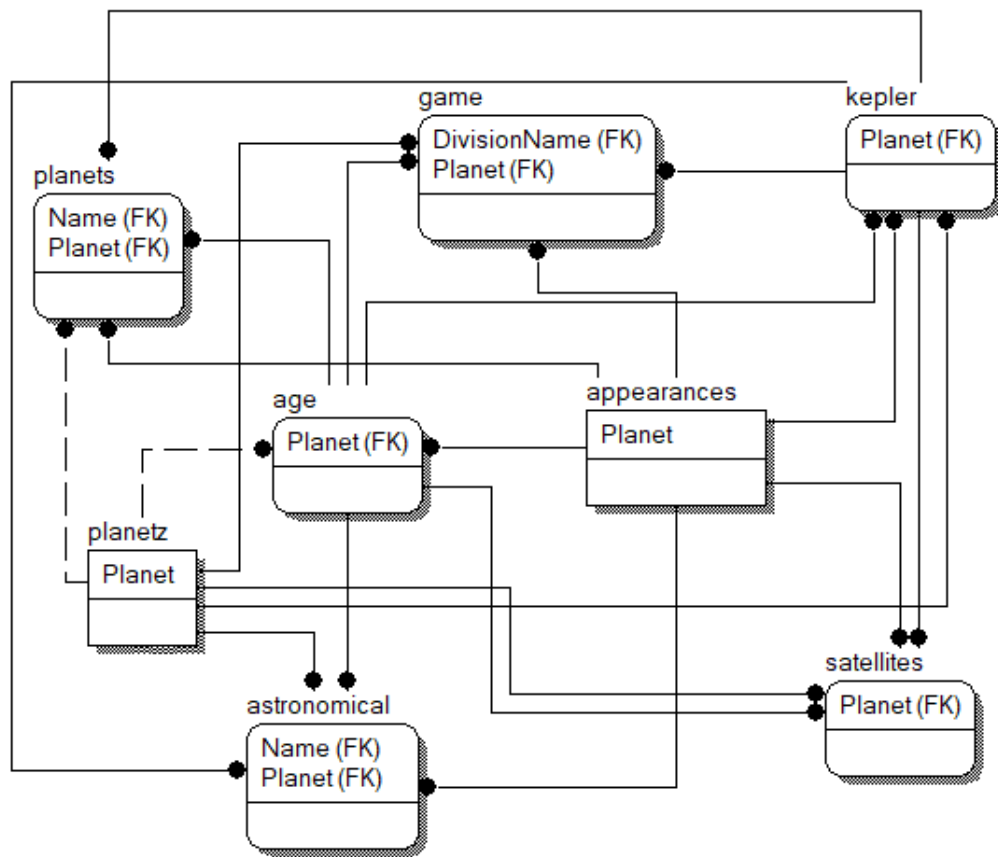 game
DivisionName (FK)
Planet (FK)
kepler
Planet (FK)
planets
Name (FK)
Planet (FK)
age
Planet (FK)
appearances
Planet
planetz
Planet
satellites
Planet (FK)
astronomical
Name (FK)
Planet (FK)